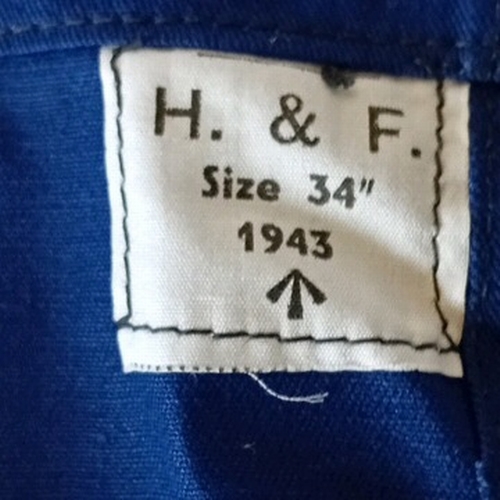 H. & F.
Size 34"
1943